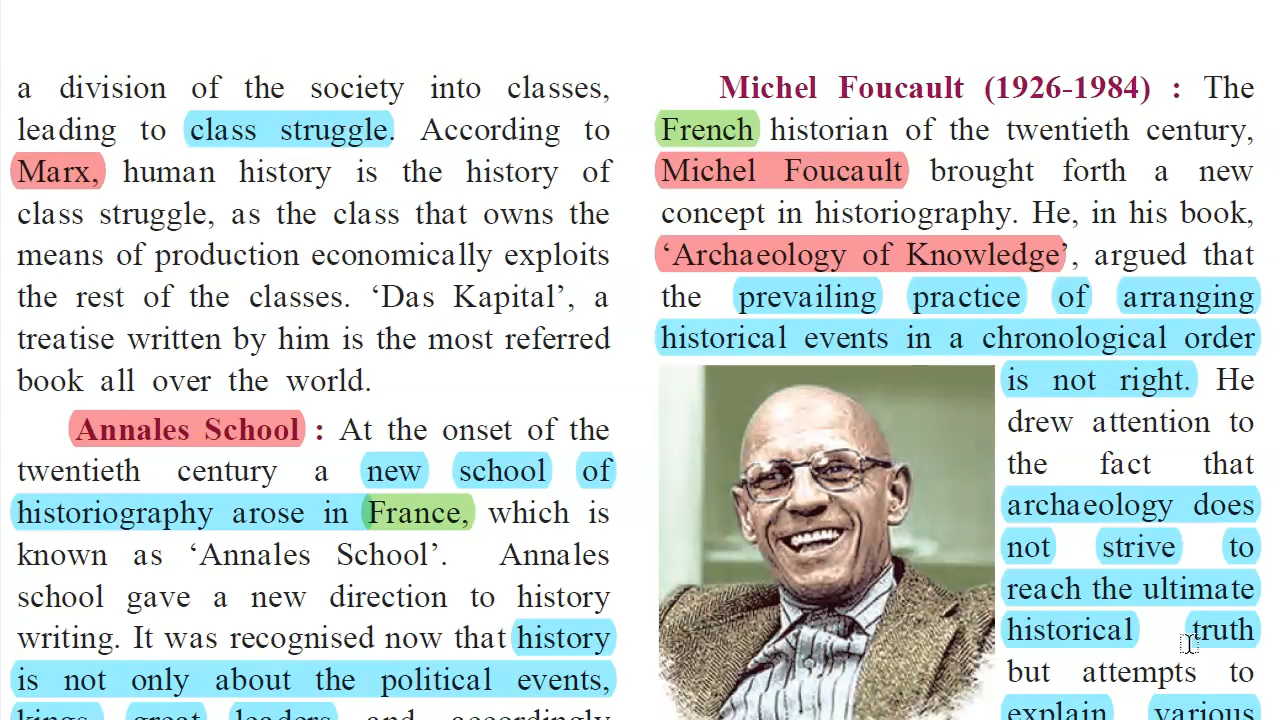 a division of the society into classes,
leading to class struggle. According to
Marx, human history is the history of
class struggle, as the class that owns the
means of production economically exploits
the rest of the classes. ‘Das Kapital’, a
treatise written by him is the most referred
book all over the world.
Annales School : At the onset of the
twentieth century a new school of
historiography arose in France, which is
known as ‘Annales School’. Annales
school gave a new direction to history
writing. It was recognised now that history
is not only about the political events,
kings, great leaders and accordingly
Michel Foucault (1926-1984) : The
French historian of the twentieth century,
Michel Foucault brought forth a new
concept in historiography. He, in his book,
‘Archaeology of Knowledge’, argued that
the prevailing practice of arranging
historical events in a chronological order
is not right. He
drew attention to
the fact that
archaeology does
not strive to
reach the ultimate
historical truth
but attempts to
explain various